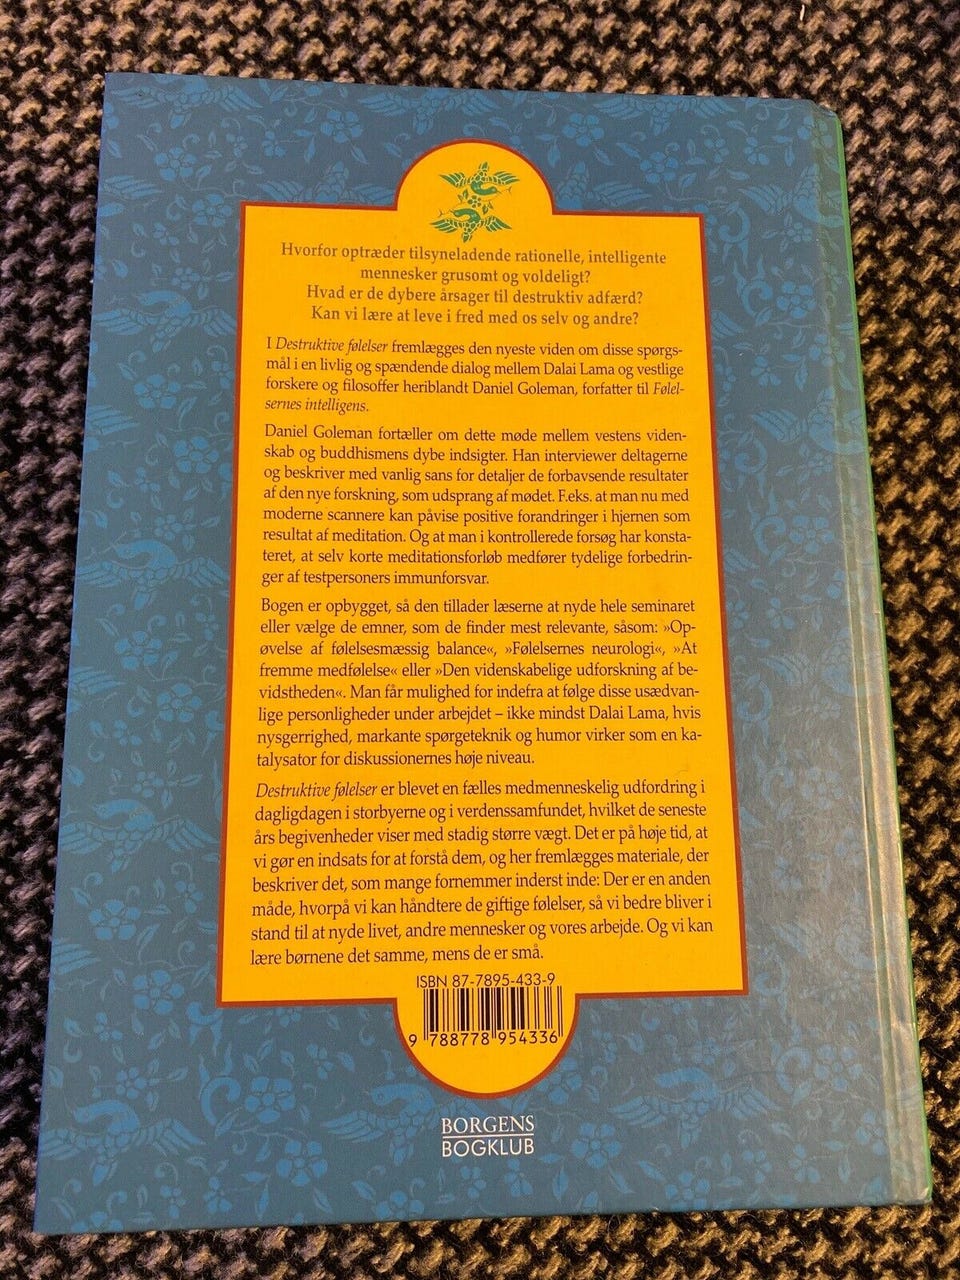 Hvorfor optræder tilsyneladende rationelle, intelligente
mennesker grusomt og voldeligt?
Hvad er de dybere årsager til destruktiv adfærd?
Kan vi lære at leve i fred med os selv og andre?
I Destruktive følelser fremlægges den nyeste viden om disse spørgs-
mål i en livlig og spændende dialog mellem Dalai Lama og vestlige
forskere og filosoffer heriblandt Daniel Goleman, forfatter til Følel-
sernes intelligens.
Daniel Goleman fortæller om dette møde mellem vestens viden-
skab og buddhismens dybe indsigter. Han interviewer deltagerne
og beskriver med vanlig sans for detaljer de forbavsende resultater
af den nye forskning, som udsprang af mødet. F.eks. at man nu med
moderne scannere kan påvise positive forandringer i hjernen som
resultat af meditation. Og at man i kontrollerede forsøg har konsta-
teret, at selv korte meditationsforløb medfører tydelige forbedrin-
ger af testpersoners immunforsvar.
Bogen er opbygget, så den tillader læserne at nyde hele seminaret
eller vælge de emner, som de finder mest relevante, såsom: »Op-
øvelse af følelsesmæssig balance«, »Følelsernes neurologi«, »At
fremme medfølelse« eller »Den videnskabelige udforskning af be-
vidstheden«. Man får mulighed for indefra at følge disse usædvan-
lige personligheder under arbejdet – ikke mindst Dalai Lama, hvis
nysgerrighed, markante spørgeteknik og humor virker som en ka-
talysator for diskussionernes høje niveau.
Destruktive følelser er blevet en fælles medmenneskelig udfordring i
dagligdagen i storbyerne og i verdenssamfundet, hvilket de seneste
års begivenheder viser med stadig større vægt. Det er på høje tid, at
vi gør en indsats for at forstå dem, og her fremlægges materiale, der
beskriver det, som mange fornemmer inderst inde: Der er en anden
måde, hvorpå vi kan håndtere de giftige følelser, så vi bedre bliver i
stand til at nyde livet, andre mennesker og vores arbejde. Og vi kan
lære børnene det samme, mens de er små.
ISBN 87-7895-433-9
9 788778 954336
BORGENS
BOGKLUB